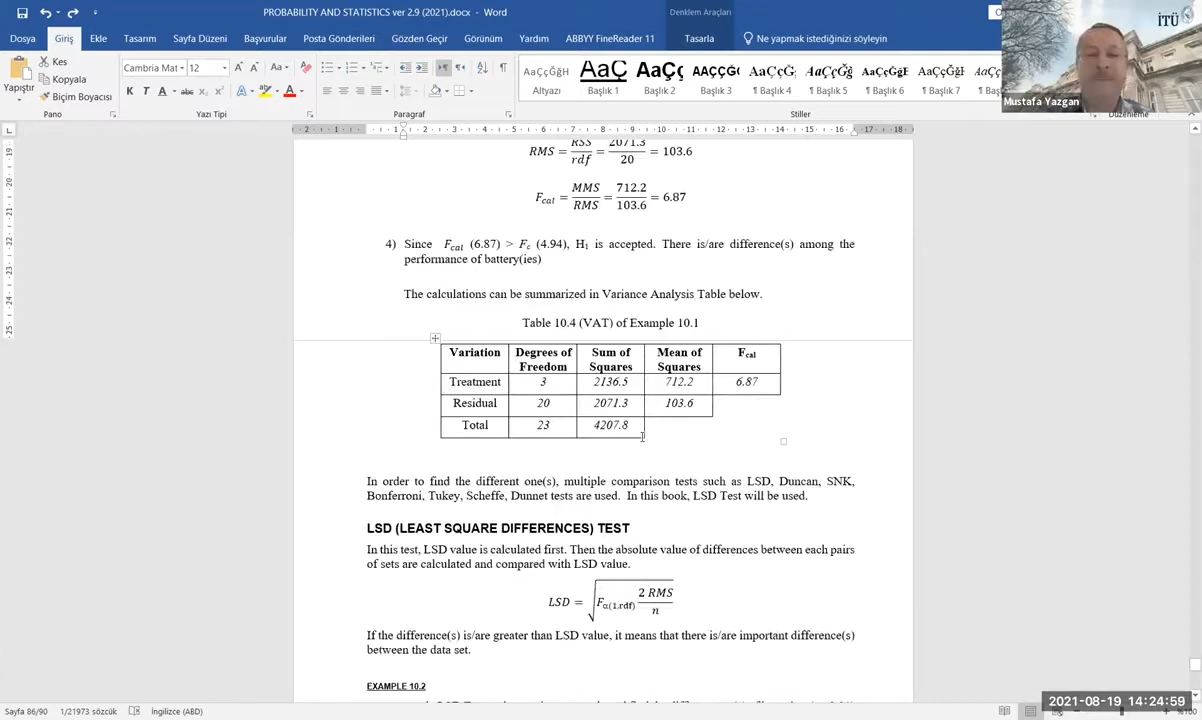 PROBABILITY AND STATISTICS ver 2.9 (2021).docx - Word
Denklem Araçları
İTÜ
Dosya Giriş Ekle Tasarım Sayfa Düzeni Başvurular Posta Gönderileri Gözden Geçir Görünüm Yardım ABBYY FineReader 11 Tasarla Ne yapmak istediğinizi söyleyin
Yapıştır
Kes
Kopyala
Biçim Boyacısı
Cambria Mat 12
Pano Yazı Tipi Paragraf Stiller Düzenleme
Altyazı Başlık 1 Başlık 2 Başlık 3 ¶ Başlık 4 ¶ Başlık 5 ¶ Başlık 6 ¶ Başlık 7 ¶ Başlık 8 ¶ Başlık 9
Mustafa Yazgan
RMS = RSS/rdf = 2071.3/20 = 103.6
F_cal = MMS/RMS = 712.2/103.6 = 6.87
4) Since F_cal (6.87) > F_c (4.94), H₁ is accepted. There is/are difference(s) among the
performance of battery(ies)
The calculations can be summarized in Variance Analysis Table below.
Table 10.4 (VAT) of Example 10.1
Variation Degrees of Freedom Sum of Squares Mean of Squares F_cal
Treatment 3 2136.5 712.2 6.87
Residual 20 2071.3 103.6
Total 23 4207.8
In order to find the different one(s), multiple comparison tests such as LSD, Duncan, SNK,
Bonferroni, Tukey, Scheffe, Dunnet tests are used. In this book, LSD Test will be used.
LSD (LEAST SQUARE DIFFERENCES) TEST
In this test, LSD value is calculated first. Then the absolute value of differences between each pairs
of sets are calculated and compared with LSD value.
LSD = √(F_α(1.rdf) 2 RMS/n)
If the difference(s) is/are greater than LSD value, it means that there is/are important difference(s)
between the data set.
EXAMPLE 10.2
Sayfa 86/90 1/21973 sözcük İngilizce (ABD)
2021-08-19 14:24:59